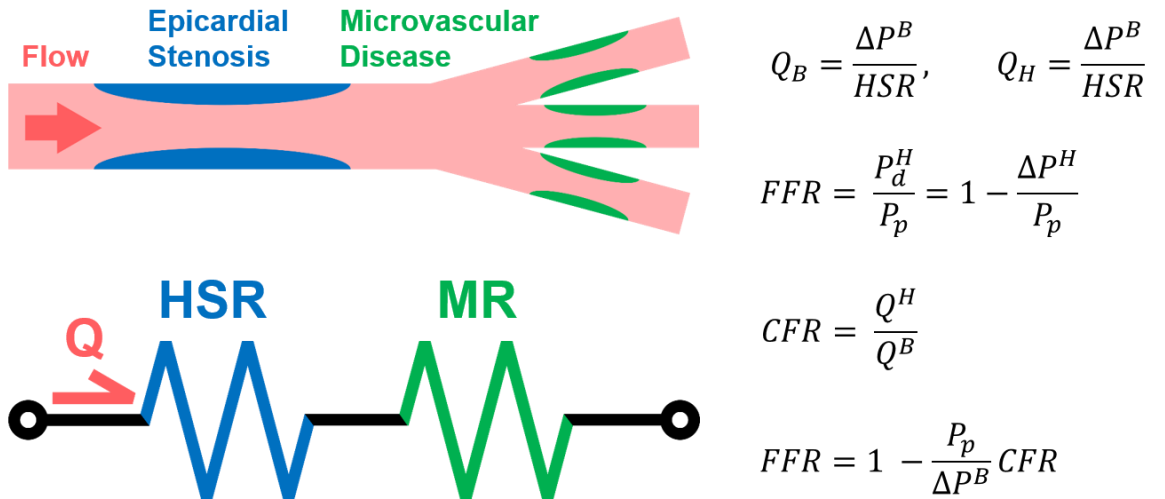 Flow
Epicardial Stenosis
Microvascular Disease
Q_B = ΔP^B / HSR, Q_H = ΔP^B / HSR
FFR = P_d^H / P_p = 1 − ΔP^H / P_p
HSR
MR
Q
CFR = Q^H / Q^B
FFR = 1 − P_p / ΔP^B CFR